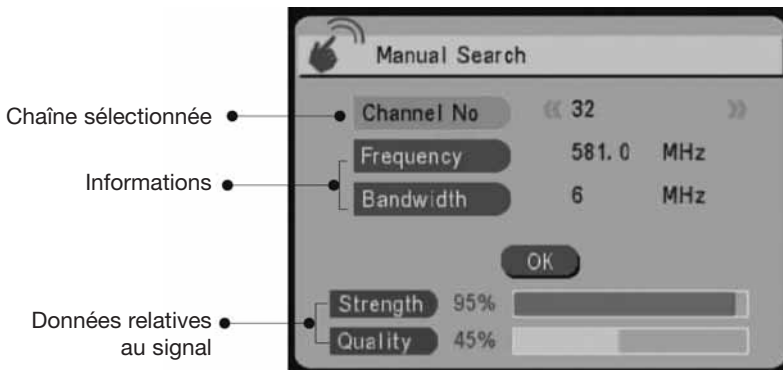 Manual Search
Chaîne sélectionnée
Channel No « 32 »
Informations
Frequency 581.0 MHz
Bandwidth 6 MHz
OK
Données relatives
au signal
Strength 95%
Quality 45%